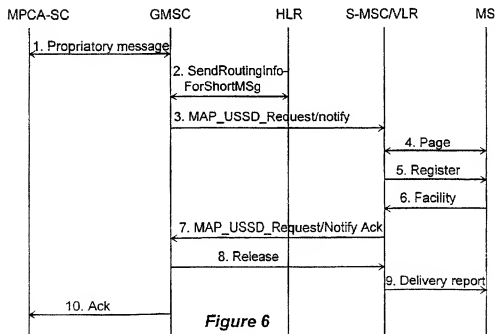 MPCA-SC GMSC HLR S-MSC/VLR MS
1. Propriatory message
2. SendRoutingInfo-
ForShortMSg
3. MAP_USSD_Request/notify
4. Page
5. Register
6. Facility
7. MAP_USSD_Request/Notify Ack
8. Release
9. Delivery report
10. Ack
Figure 6